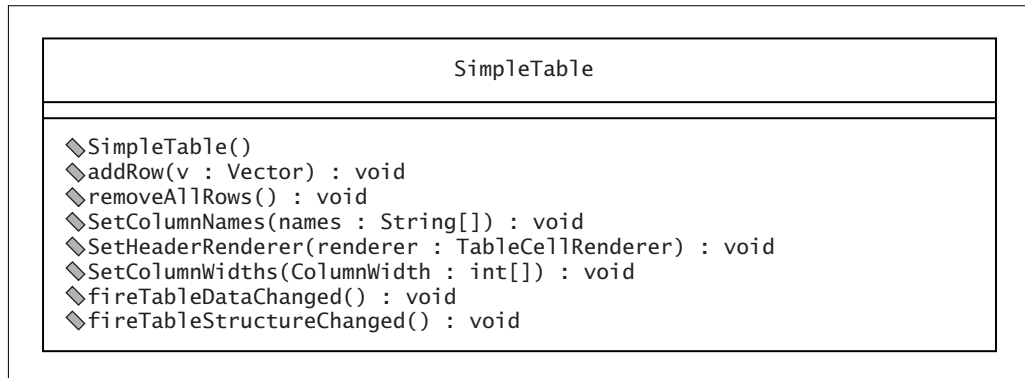 SimpleTable
SimpleTable()
addRow(v : Vector) : void
removeAllRows() : void
SetColumnNames(names : String[]) : void
SetHeaderRenderer(renderer : TableCellRenderer) : void
SetColumnWidths(ColumnWidth : int[]) : void
fireTableDataChanged() : void
fireTableStructureChanged() : void